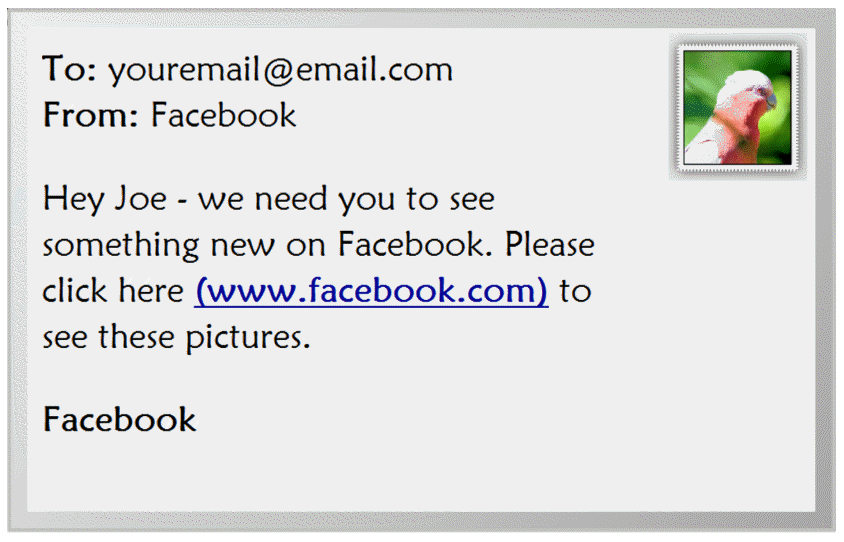 To: youremail@email.com
From: Facebook
Hey Joe - we need you to see
something new on Facebook. Please
click here (www.facebook.com) to
see these pictures.
Facebook